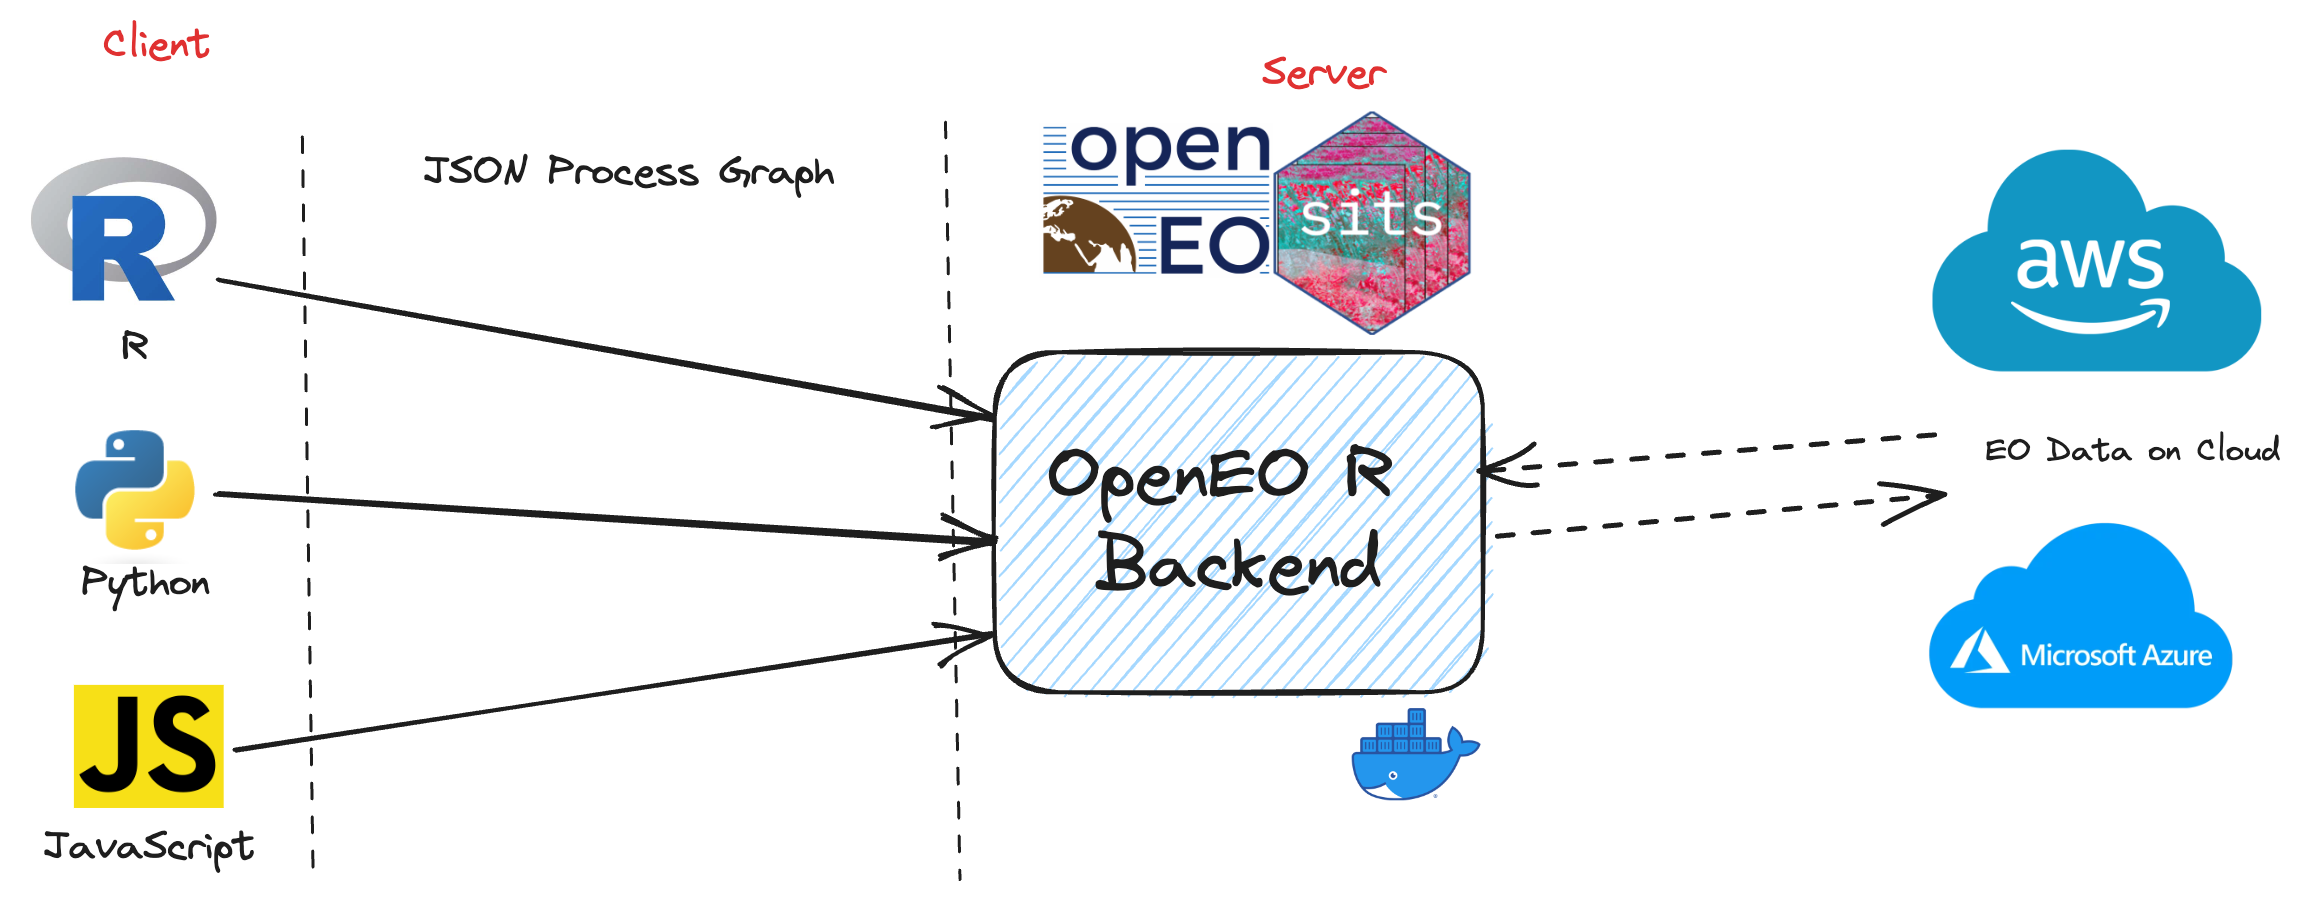 Client
R
Python
JS
JavaScript
JSON Process Graph
Server
open
EO
sits
OpenEO R
Backend
aws
EO Data on Cloud
Microsoft Azure